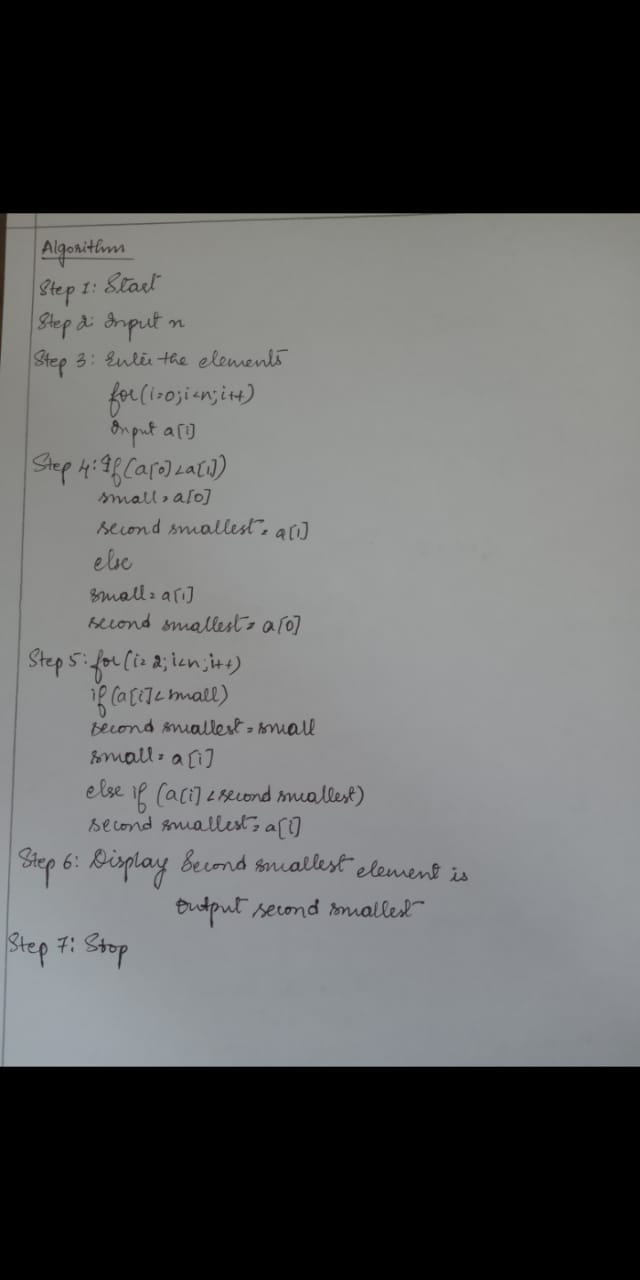 Algorithm
Step 1: Start
Step 2: Input n
Step 3: Enter the elements
for(i=0;i<n;i++)
Input a[i]
Step 4: If(a[0]<a[1])
small=a[0]
second smallest=a[1]
else
small=a[1]
second smallest=a[0]
Step 5: for(i=2;i<n;i++)
if(a[i]<small)
second smallest=small
small=a[i]
else if (a[i]<second smallest)
second smallest=a[i]
Step 6: Display Second smallest element is
Output second smallest
Step 7: Stop